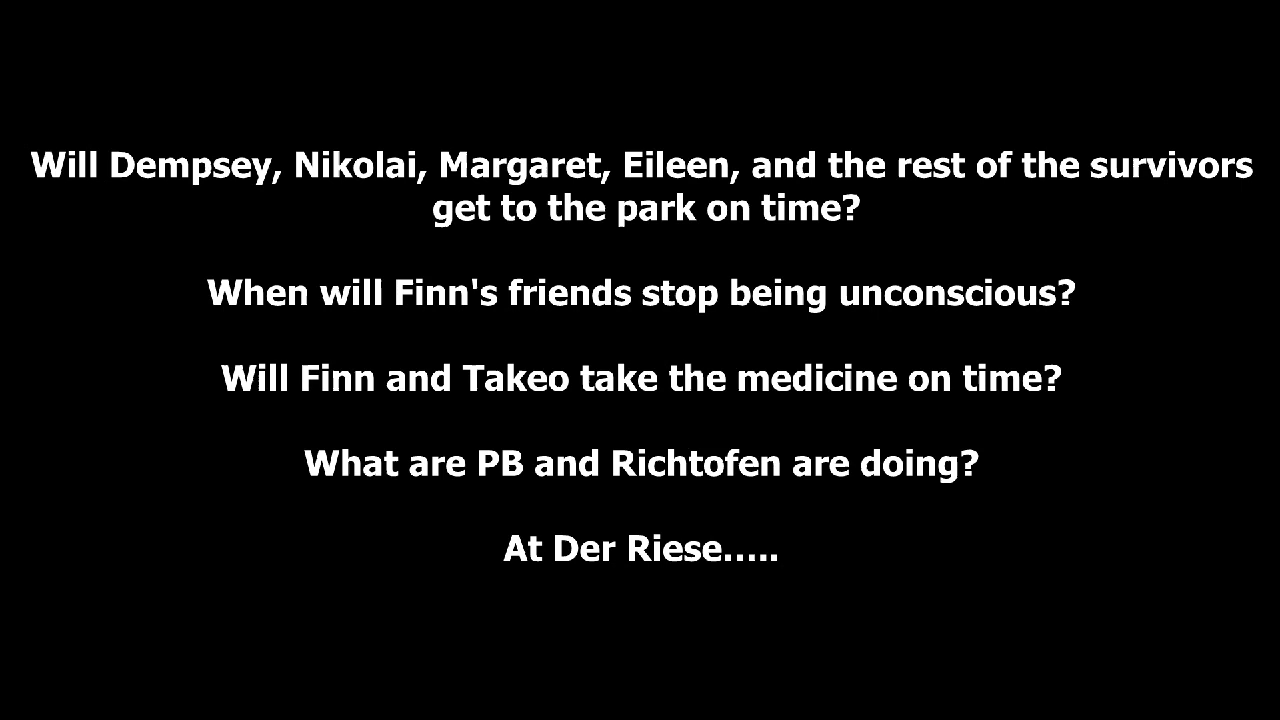 Will Dempsey, Nikolai, Margaret, Eileen, and the rest of the survivors
get to the park on time?
When will Finn's friends stop being unconscious?
Will Finn and Takeo take the medicine on time?
What are PB and Richtofen are doing?
At Der Riese.....